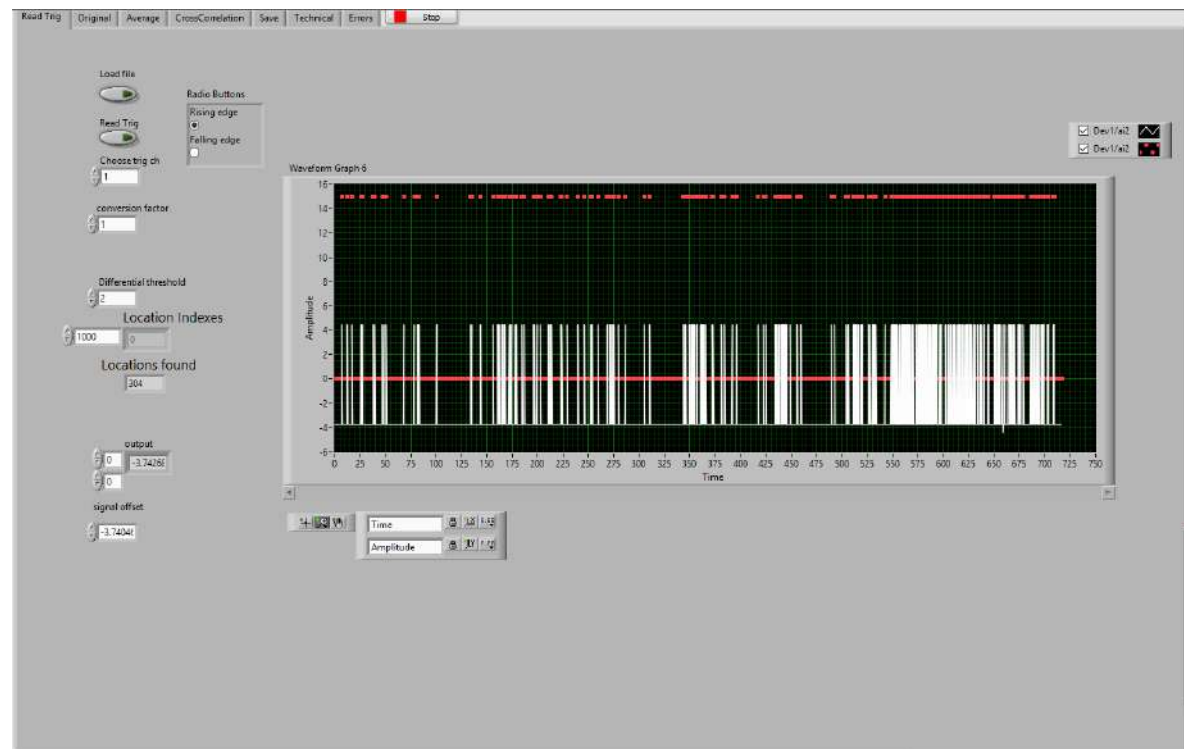 Read Trig Original Average CrossCorrelation Save Technical Errors Stop
Load file
Radio Buttons
Rising edge
Falling edge
Read Trig
Choose trig ch
1
conversion factor
1
Differential threshold
2
Location Indexes
1000 0
Locations found
304
output
0 -3.7426
0
signal offset
-3.7404
Dev1/ai2
Dev1/ai2
Waveform Graph 6
Amplitude
16
14
12
10
8
6
4
2
0
-2
-4
-6
0 25 50 75 100 125 150 175 200 225 250 275 300 325 350 375 400 425 450 475 500 525 550 575 600 625 650 675 700 725 750
Time
Time
Amplitude